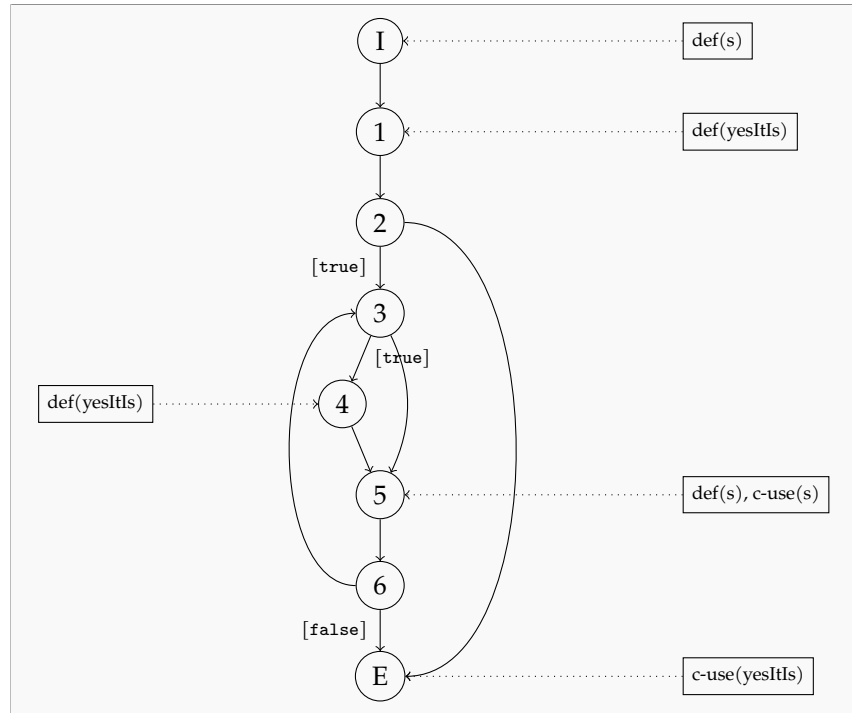 I
def(s)
1
def(yesItIs)
2
[true]
3
[true]
def(yesItIs)
4
5
def(s), c-use(s)
6
[false]
E
c-use(yesItIs)